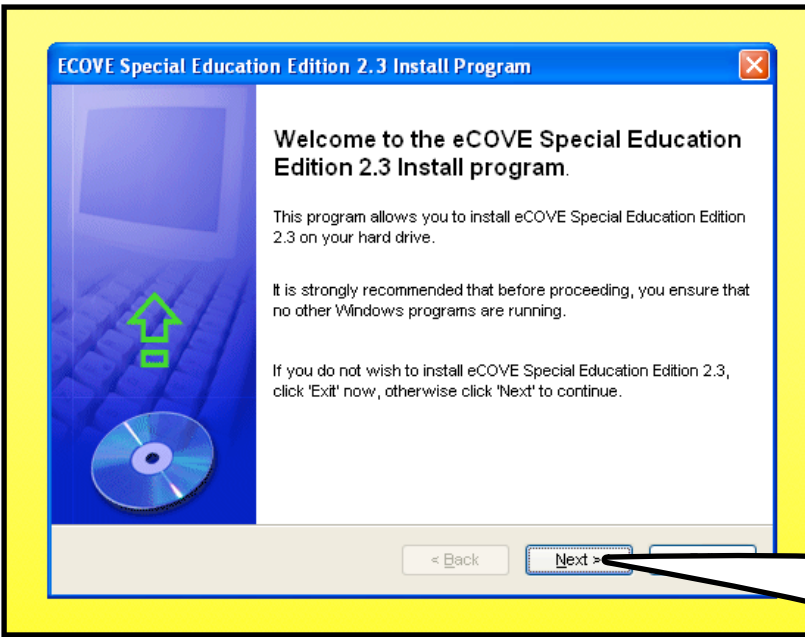 ECOVE Special Education Edition 2.3 Install Program
Welcome to the eCOVE Special Education
Edition 2.3 Install program.
This program allows you to install eCOVE Special Education Edition
2.3 on your hard drive.
It is strongly recommended that before proceeding, you ensure that
no other Windows programs are running.
If you do not wish to install eCOVE Special Education Edition 2.3,
click 'Exit' now, otherwise click 'Next' to continue.
< Back Next >